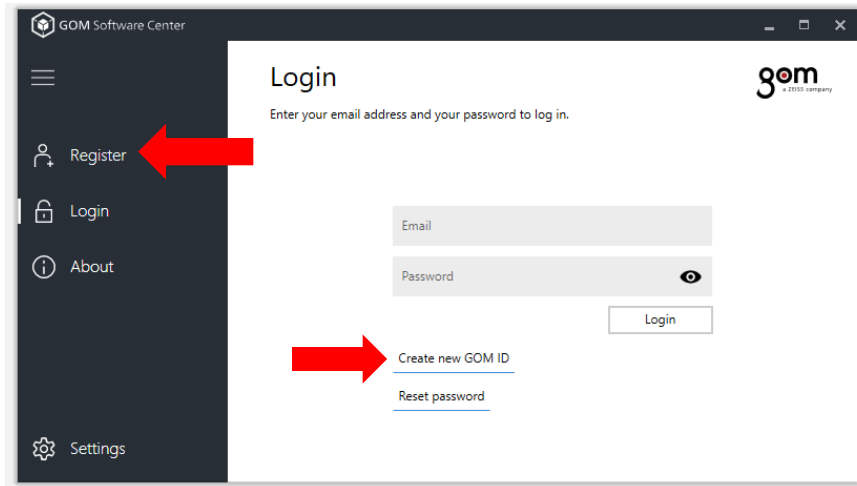 GOM Software Center
Register
Login
About
Settings
Login
gom
a ZEISS company
Enter your email address and your password to log in.
Email
Password
Login
Create new GOM ID
Reset password